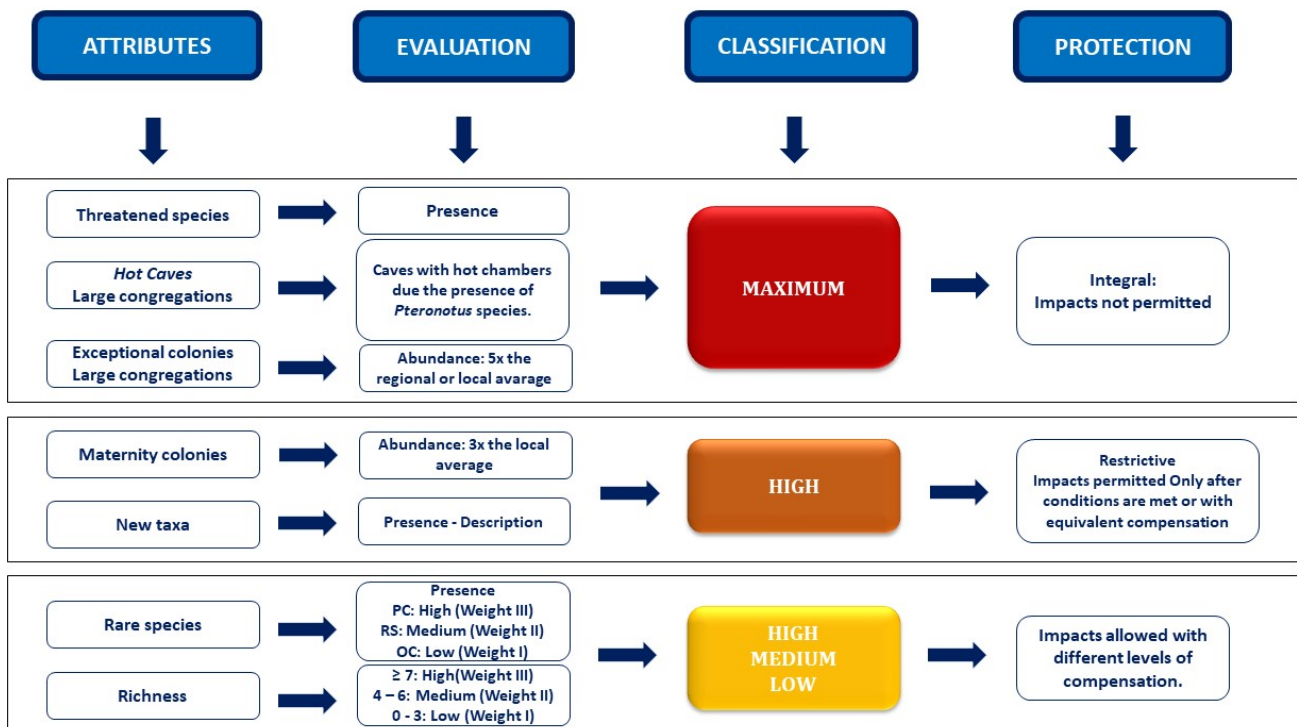 ATTRIBUTES
EVALUATION
CLASSIFICATION
PROTECTION
Threatened species
Presence
Hot Caves
Large congregations
Caves with hot chambers
due the presence of
Pteronotus species.
Exceptional colonies
Large congregations
Abundance: 5x the
regional or local avarage
MAXIMUM
Integral:
Impacts not permitted
Maternity colonies
Abundance: 3x the local
average
New taxa
Presence - Description
HIGH
Restrictive
Impacts permitted Only after
conditions are met or with
equivalent compensation
Rare species
Presence
PC: High (Weight III)
RS: Medium (Weight II)
OC: Low (Weight I)
Richness
≥ 7: High(Weight III)
4 – 6: Medium (Weight II)
0 - 3: Low (Weight I)
HIGH
MEDIUM
LOW
Impacts allowed with
different levels of
compensation.